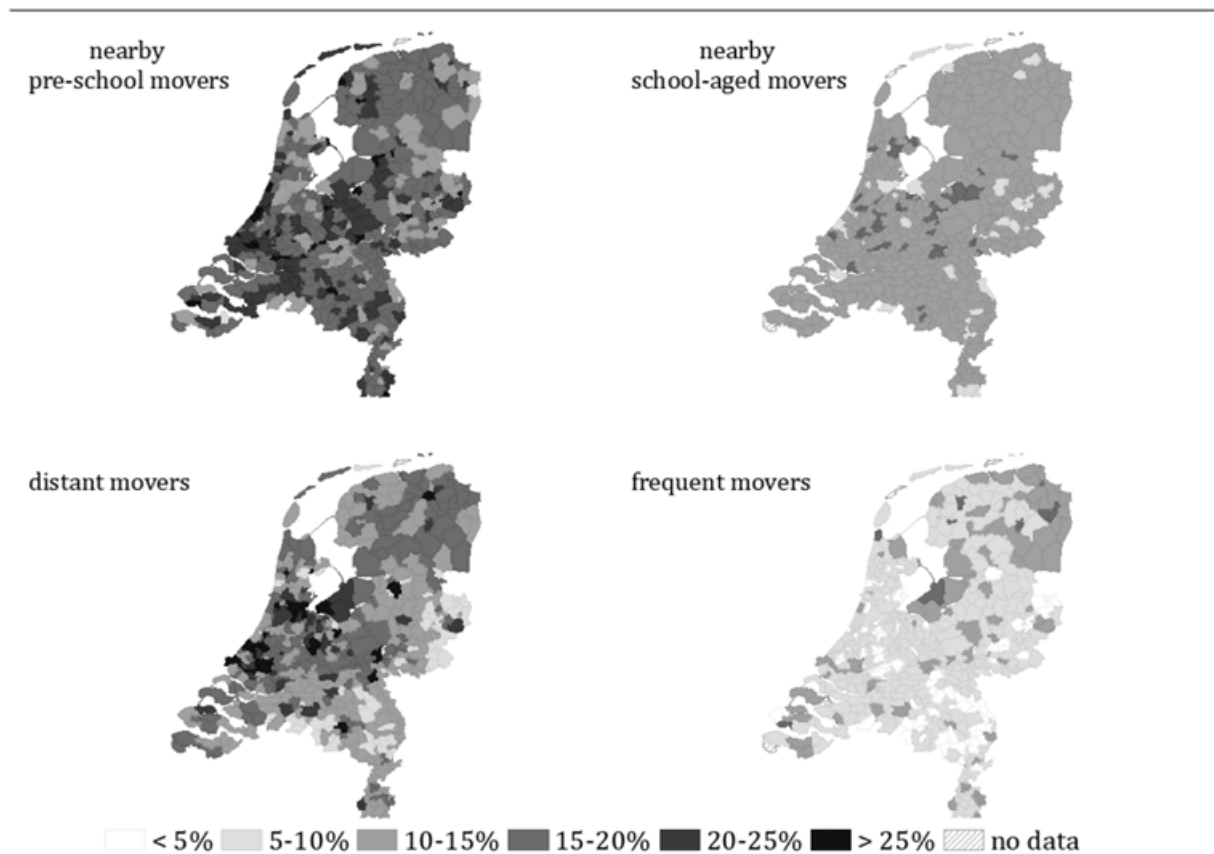 nearby
pre-school movers
nearby
school-aged movers
distant movers
frequent movers
< 5% 5-10% 10-15% 15-20% 20-25% > 25% no data